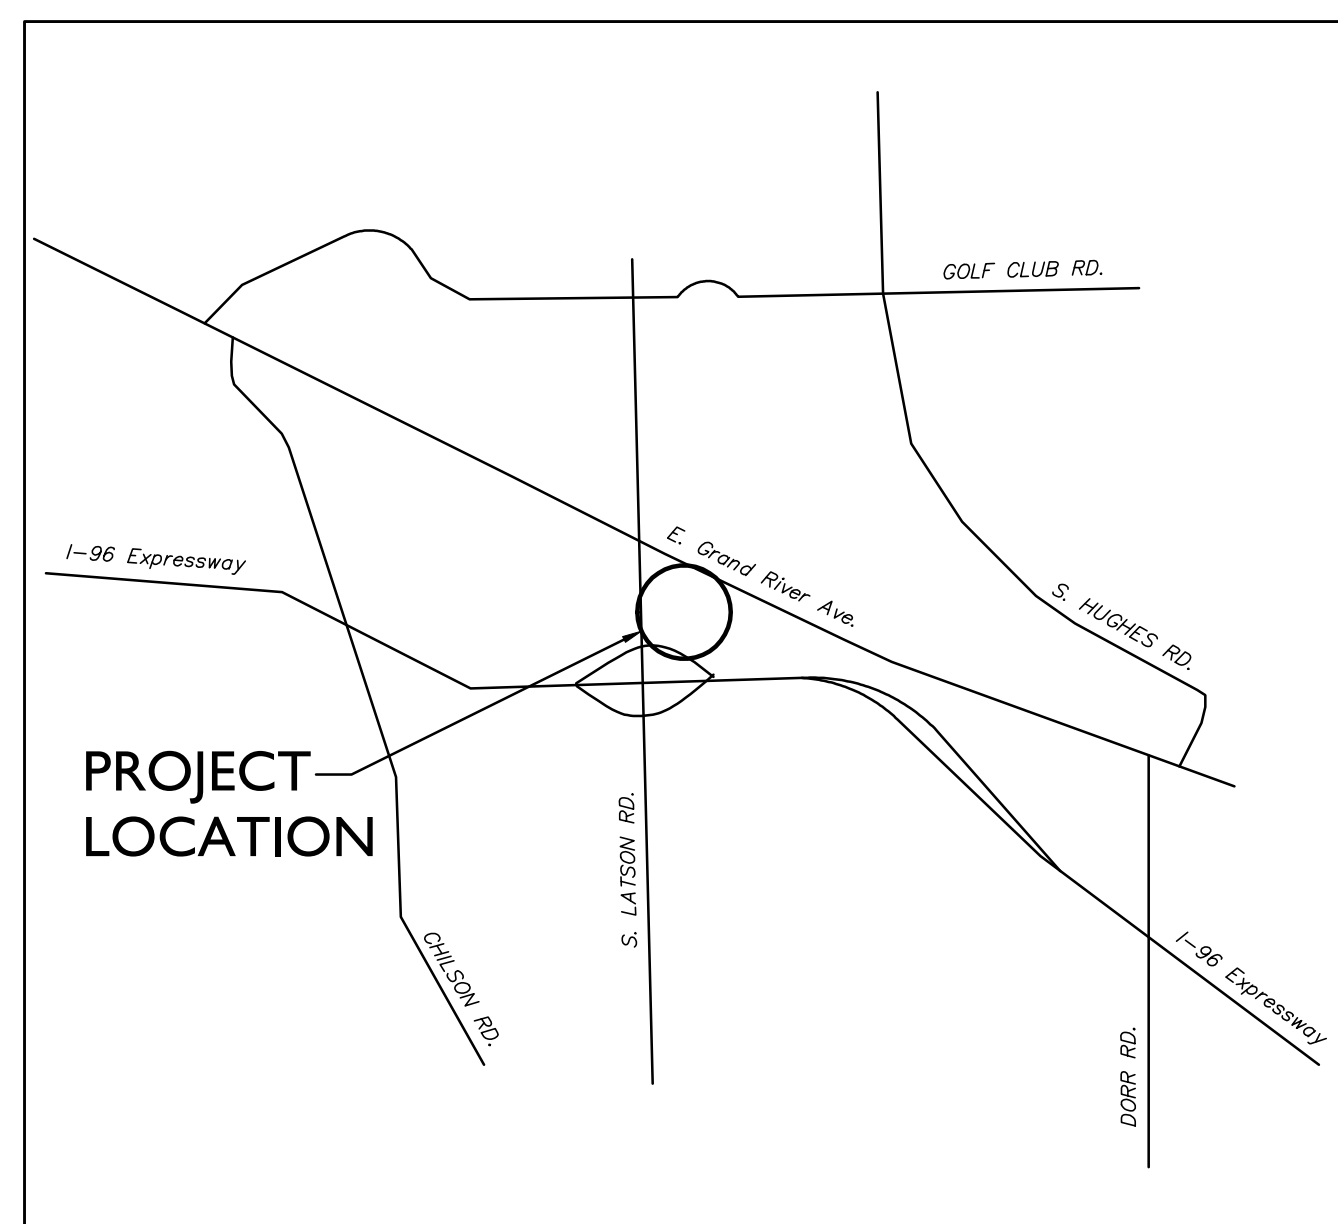 GOLF CLUB RD.
I-96 Expressway
E. Grand River Ave.
S. HUGHES RD.
PROJECT
LOCATION
S. LATSON RD.
CHILSON RD.
I-96 Expressway
DORR RD.